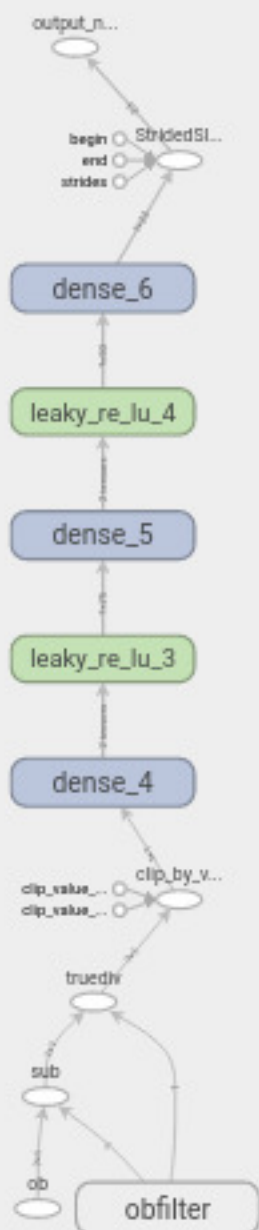 output_n...
StridedSl...
begin
end
strides
dense_6
leaky_re_lu_4
dense_5
leaky_re_lu_3
dense_4
clip_by_v...
clip_value_...
clip_value_...
truediv
sub
ob
obfilter